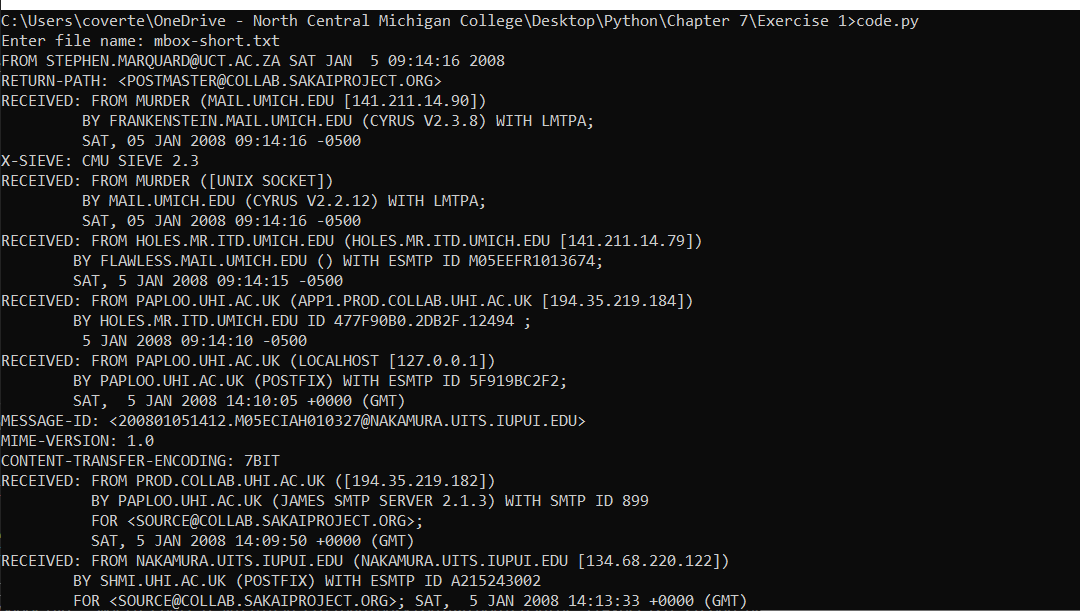 C:\Users\coverte\OneDrive - North Central Michigan College\Desktop\Python\Chapter 7\Exercise 1>code.py
Enter file name: mbox-short.txt
FROM STEPHEN.MARQUARD@UCT.AC.ZA SAT JAN  5 09:14:16 2008
RETURN-PATH: <POSTMASTER@COLLAB.SAKAIPROJECT.ORG>
RECEIVED: FROM MURDER (MAIL.UMICH.EDU [141.211.14.90])
         BY FRANKENSTEIN.MAIL.UMICH.EDU (CYRUS V2.3.8) WITH LMTPA;
         SAT, 05 JAN 2008 09:14:16 -0500
X-SIEVE: CMU SIEVE 2.3
RECEIVED: FROM MURDER ([UNIX SOCKET])
         BY MAIL.UMICH.EDU (CYRUS V2.2.12) WITH LMTPA;
         SAT, 05 JAN 2008 09:14:16 -0500
RECEIVED: FROM HOLES.MR.ITD.UMICH.EDU (HOLES.MR.ITD.UMICH.EDU [141.211.14.79])
        BY FLAWLESS.MAIL.UMICH.EDU () WITH ESMTP ID M05EEFR1013674;
        SAT, 5 JAN 2008 09:14:15 -0500
RECEIVED: FROM PAPLOO.UHI.AC.UK (APP1.PROD.COLLAB.UHI.AC.UK [194.35.219.184])
        BY HOLES.MR.ITD.UMICH.EDU ID 477F90B0.2DB2F.12494 ;
         5 JAN 2008 09:14:10 -0500
RECEIVED: FROM PAPLOO.UHI.AC.UK (LOCALHOST [127.0.0.1])
        BY PAPLOO.UHI.AC.UK (POSTFIX) WITH ESMTP ID 5F919BC2F2;
        SAT,  5 JAN 2008 14:10:05 +0000 (GMT)
MESSAGE-ID: <200801051412.M05ECIAH010327@NAKAMURA.UITS.IUPUI.EDU>
MIME-VERSION: 1.0
CONTENT-TRANSFER-ENCODING: 7BIT
RECEIVED: FROM PROD.COLLAB.UHI.AC.UK ([194.35.219.182])
          BY PAPLOO.UHI.AC.UK (JAMES SMTP SERVER 2.1.3) WITH SMTP ID 899
          FOR <SOURCE@COLLAB.SAKAIPROJECT.ORG>;
          SAT, 5 JAN 2008 14:09:50 +0000 (GMT)
RECEIVED: FROM NAKAMURA.UITS.IUPUI.EDU (NAKAMURA.UITS.IUPUI.EDU [134.68.220.122])
        BY SHMI.UHI.AC.UK (POSTFIX) WITH ESMTP ID A215243002
        FOR <SOURCE@COLLAB.SAKAIPROJECT.ORG>; SAT,  5 JAN 2008 14:13:33 +0000 (GMT)